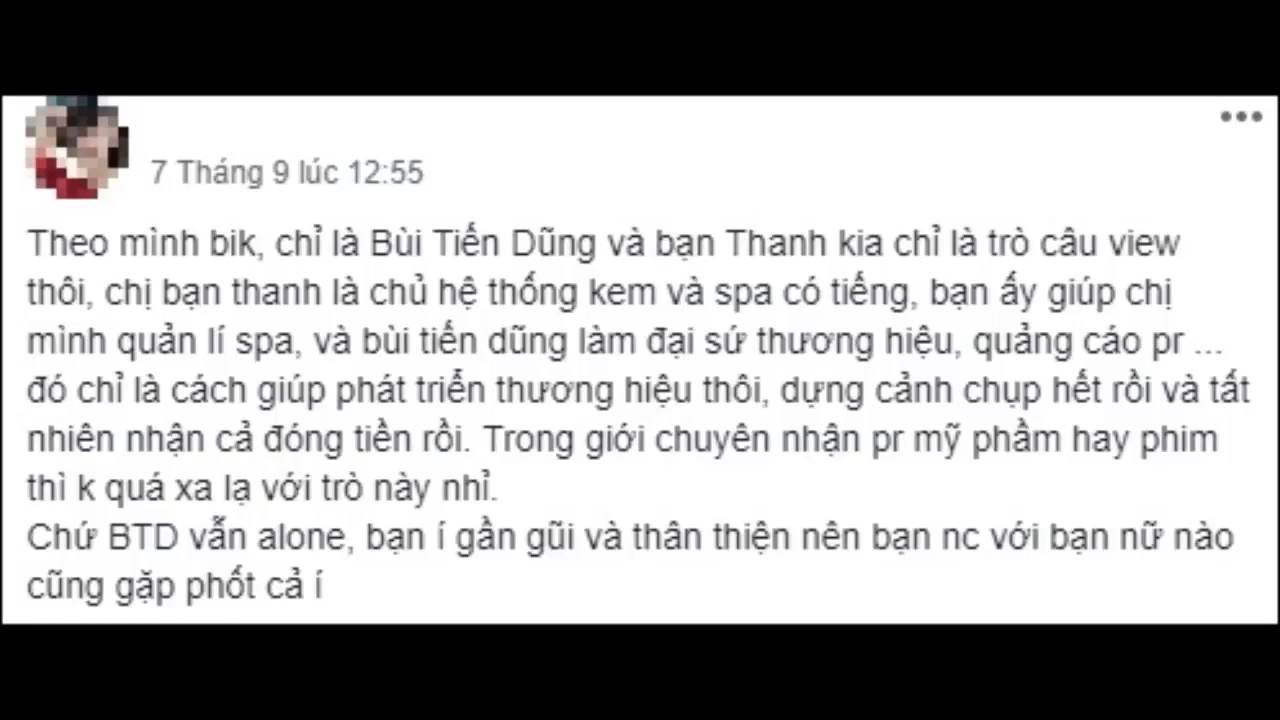 7 Tháng 9 lúc 12:55
Theo mình bik, chỉ là Bùi Tiến Dũng và bạn Thanh kia chỉ là trò câu view
thôi, chị bạn thanh là chủ hệ thống kem và spa có tiếng, bạn ấy giúp chị
mình quản lí spa, và bùi tiến dũng làm đại sứ thương hiệu, quảng cáo pr ...
đó chỉ là cách giúp phát triển thương hiệu thôi, dựng cảnh chụp hết rồi và tất
nhiên nhận cả đóng tiền rồi. Trong giới chuyên nhận pr mỹ phầm hay phim
thì k quá xa lạ với trò này nhỉ.
Chứ BTD vẫn alone, bạn í gần gũi và thân thiện nên bạn nc với bạn nữ nào
cũng gặp phốt cả í